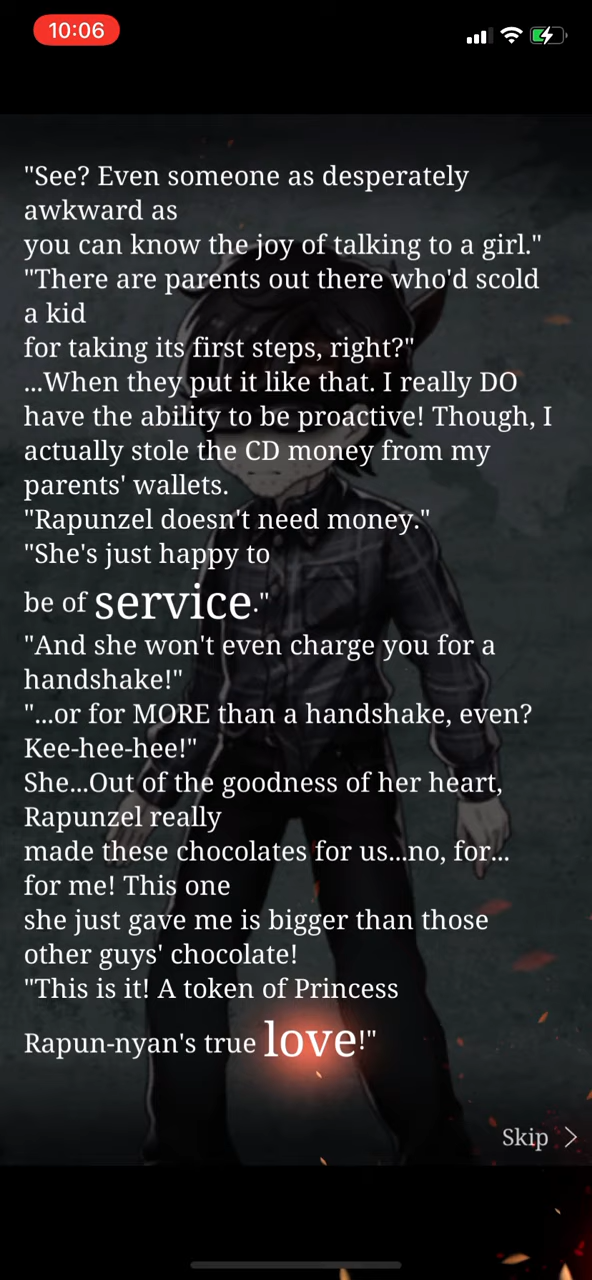 10:06
"See? Even someone as desperately
awkward as
you can know the joy of talking to a girl."
"There are parents out there who'd scold
a kid
for taking its first steps, right?"
...When they put it like that. I really DO
have the ability to be proactive! Though, I
actually stole the CD money from my
parents' wallets.
"Rapunzel doesn't need money."
"She's just happy to
be of service."
"And she won't even charge you for a
handshake!"
"...or for MORE than a handshake, even?
Kee-hee-hee!"
She...Out of the goodness of her heart,
Rapunzel really
made these chocolates for us...no, for...
for me! This one
she just gave me is bigger than those
other guys' chocolate!
"This is it! A token of Princess
Rapun-nyan's true love!"
Skip